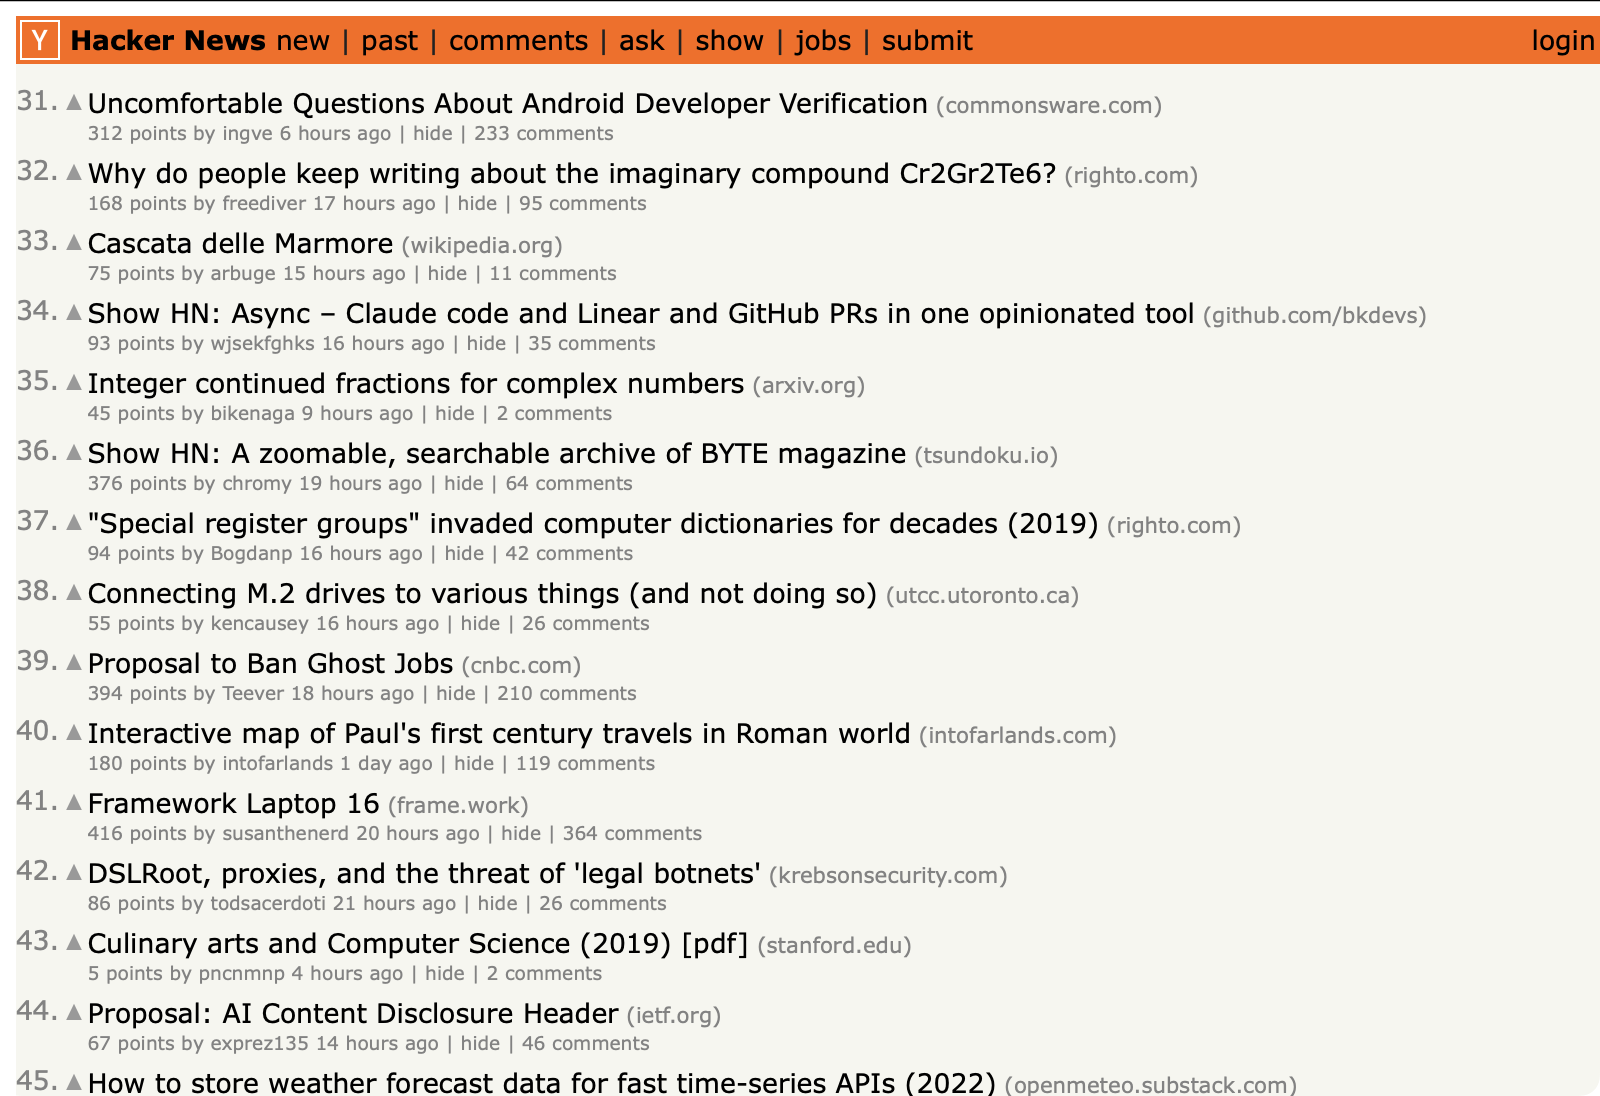 Y Hacker News new | past | comments | ask | show | jobs | submit login
31. ▲ Uncomfortable Questions About Android Developer Verification (commonsware.com)
312 points by ingve 6 hours ago | hide | 233 comments
32. ▲ Why do people keep writing about the imaginary compound Cr2Gr2Te6? (righto.com)
168 points by freediver 17 hours ago | hide | 95 comments
33. ▲ Cascata delle Marmore (wikipedia.org)
75 points by arbuge 15 hours ago | hide | 11 comments
34. ▲ Show HN: Async – Claude code and Linear and GitHub PRs in one opinionated tool (github.com/bkdevs)
93 points by wjsekfghks 16 hours ago | hide | 35 comments
35. ▲ Integer continued fractions for complex numbers (arxiv.org)
45 points by bikenaga 9 hours ago | hide | 2 comments
36. ▲ Show HN: A zoomable, searchable archive of BYTE magazine (tsundoku.io)
376 points by chromy 19 hours ago | hide | 64 comments
37. ▲ "Special register groups" invaded computer dictionaries for decades (2019) (righto.com)
94 points by Bogdanp 16 hours ago | hide | 42 comments
38. ▲ Connecting M.2 drives to various things (and not doing so) (utcc.utoronto.ca)
55 points by kencausey 16 hours ago | hide | 26 comments
39. ▲ Proposal to Ban Ghost Jobs (cnbc.com)
394 points by Teever 18 hours ago | hide | 210 comments
40. ▲ Interactive map of Paul's first century travels in Roman world (intofarlands.com)
180 points by intofarlands 1 day ago | hide | 119 comments
41. ▲ Framework Laptop 16 (frame.work)
416 points by susanthenerd 20 hours ago | hide | 364 comments
42. ▲ DSLRoot, proxies, and the threat of 'legal botnets' (krebsonsecurity.com)
86 points by todsacerdoti 21 hours ago | hide | 26 comments
43. ▲ Culinary arts and Computer Science (2019) [pdf] (stanford.edu)
5 points by pncnmnp 4 hours ago | hide | 2 comments
44. ▲ Proposal: AI Content Disclosure Header (ietf.org)
67 points by exprez135 14 hours ago | hide | 46 comments
45. ▲ How to store weather forecast data for fast time-series APIs (2022) (openmeteo.substack.com)